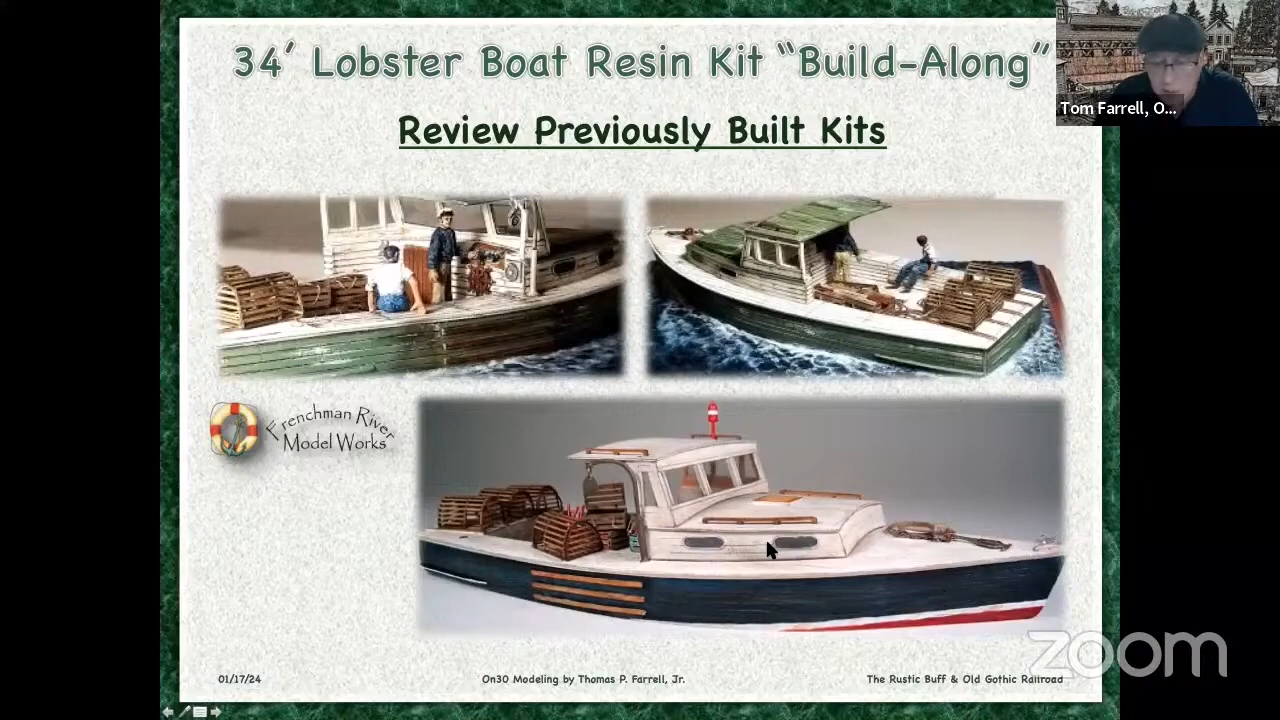 34' Lobster Boat Resin Kit “Build-Along”
Tom Farrell, O...
Review Previously Built Kits
Frenchman River
Model Works
zoom
01/17/24
On30 Modeling by Thomas P. Farrell, Jr.
The Rustic Buff & Old Gothic Railroad